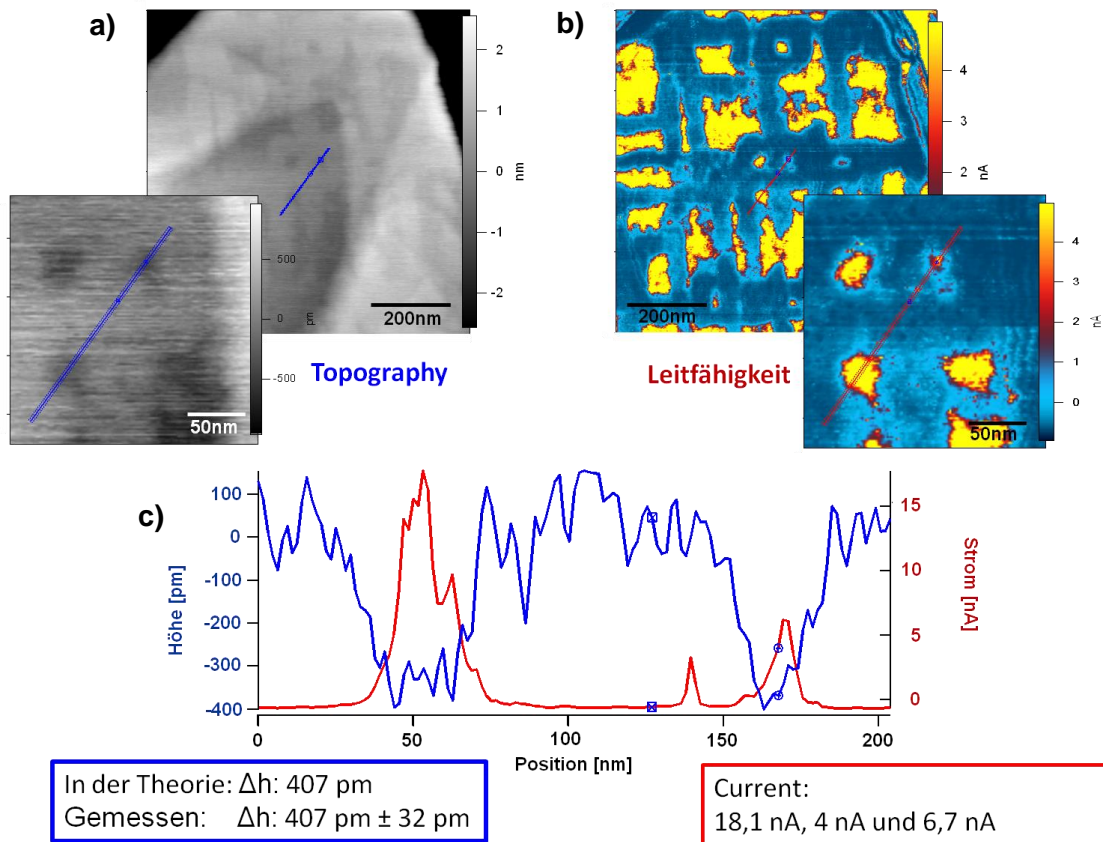 a)
2
1
0
-1
-2
nm
200nm
500
0
pm
-500
50nm
Topography
b)
4
3
2
nA
200nm
4
3
2
1
0
nA
50nm
Leitfähigkeit
c)
100
0
-100
-200
-300
-400
Höhe [pm]
15
10
5
0
Strom [nA]
0
50
100
150
200
Position [nm]
In der Theorie: Δh: 407 pm
Gemessen: Δh: 407 pm ± 32 pm
Current:
18,1 nA, 4 nA und 6,7 nA